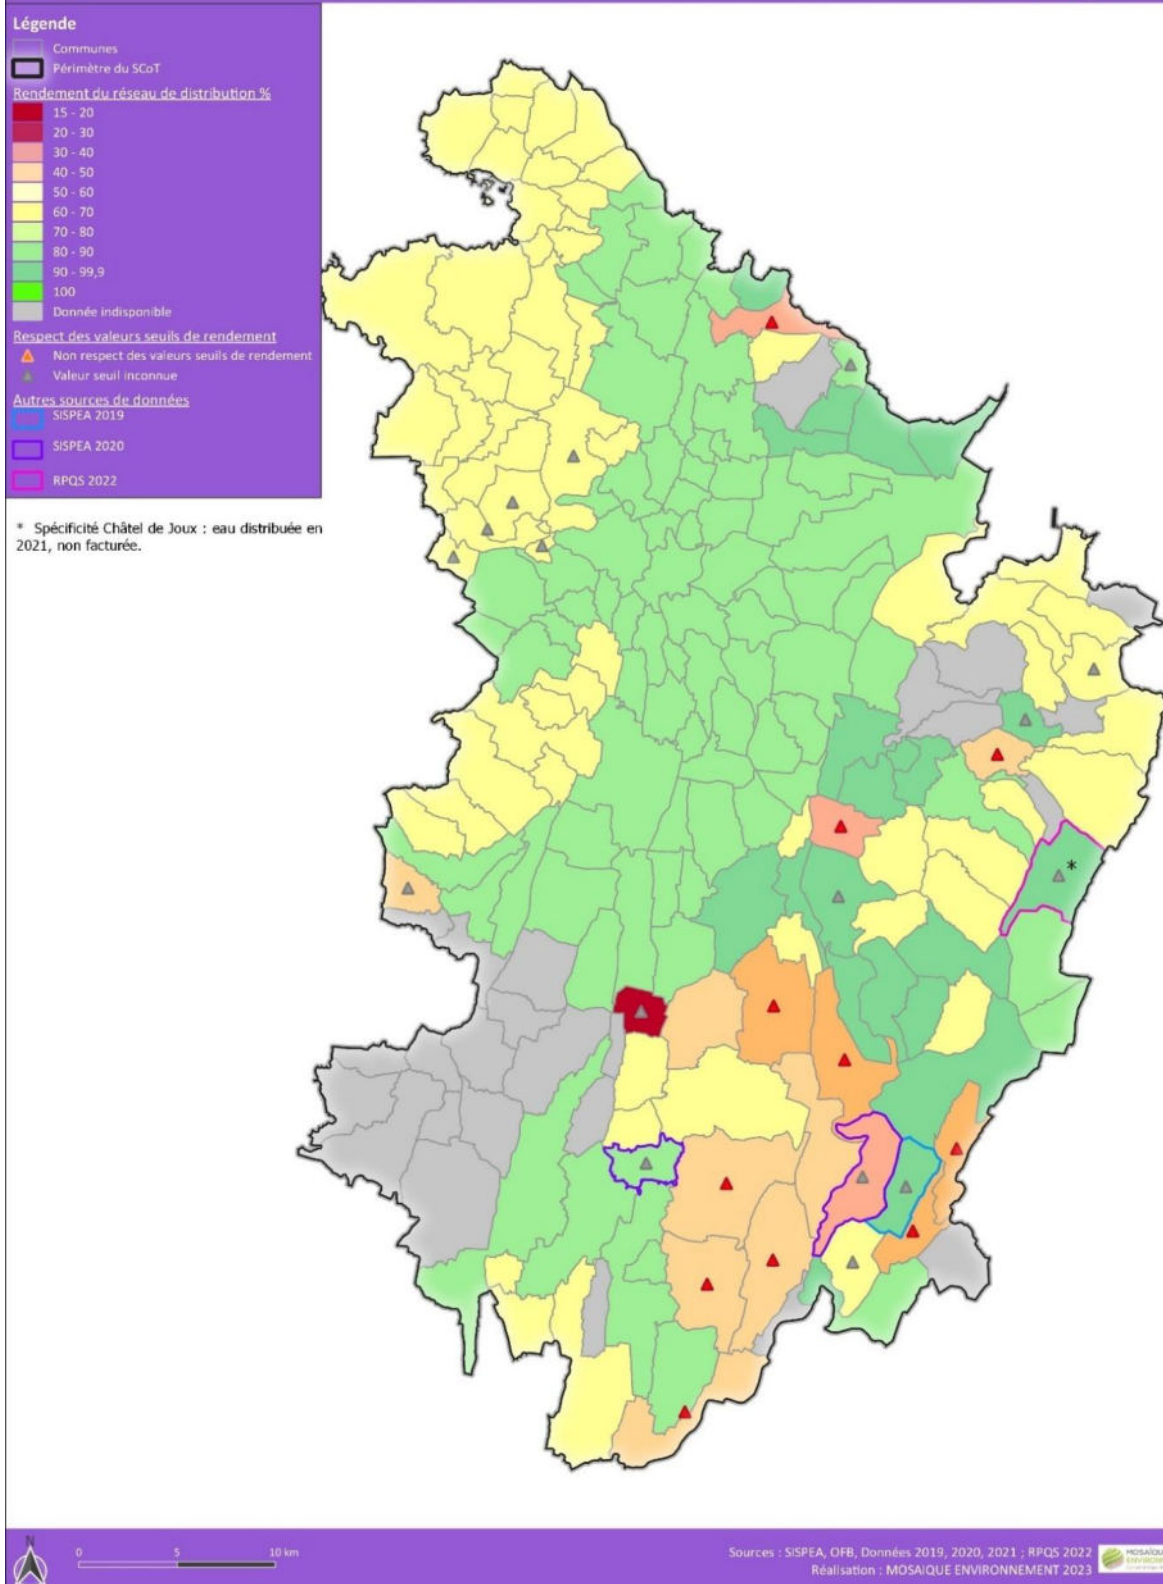 Légende
Communes
Périmètre du SCoT
Rendement du réseau de distribution %
15 - 20
20 - 30
30 - 40
40 - 50
50 - 60
60 - 70
70 - 80
80 - 90
90 - 99,9
100
Donnée indisponible
Respect des valeurs seuils de rendement
Non respect des valeurs seuils de rendement
Valeur seuil inconnue
Autres sources de données
SISPEA 2019
SISPEA 2020
RPQS 2022
* Spécificité Châtel de Joux : eau distribuée en
2021, non facturée.
*
N
0 5 10 km
Sources : SISPEA, OFB, Données 2019, 2020, 2021 ; RPQS 2022
Réalisation : MOSAIQUE ENVIRONNEMENT 2023